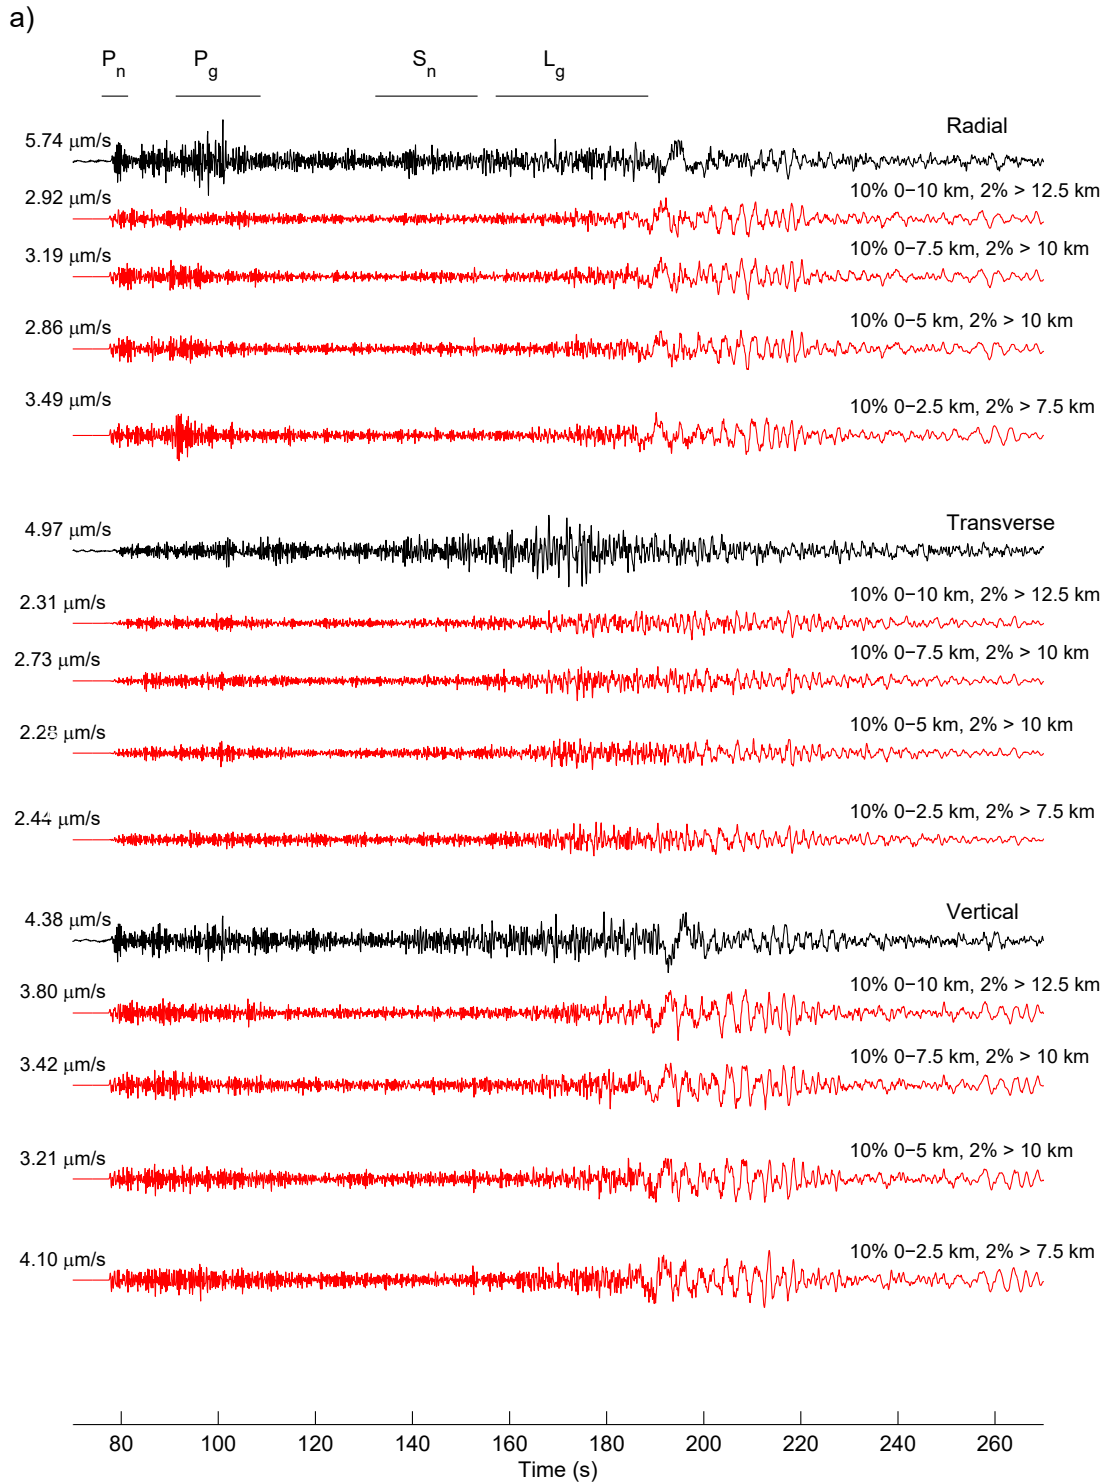 a)
P_n P_g S_n L_g
5.74 μm/s Radial
2.92 μm/s 10% 0−10 km, 2% > 12.5 km
3.19 μm/s 10% 0−7.5 km, 2% > 10 km
2.86 μm/s 10% 0−5 km, 2% > 10 km
3.49 μm/s 10% 0−2.5 km, 2% > 7.5 km
4.97 μm/s Transverse
2.31 μm/s 10% 0−10 km, 2% > 12.5 km
2.73 μm/s 10% 0−7.5 km, 2% > 10 km
2.28 μm/s 10% 0−5 km, 2% > 10 km
2.44 μm/s 10% 0−2.5 km, 2% > 7.5 km
4.38 μm/s Vertical
3.80 μm/s 10% 0−10 km, 2% > 12.5 km
3.42 μm/s 10% 0−7.5 km, 2% > 10 km
3.21 μm/s 10% 0−5 km, 2% > 10 km
4.10 μm/s 10% 0−2.5 km, 2% > 7.5 km
80 100 120 140 160 180 200 220 240 260
Time (s)